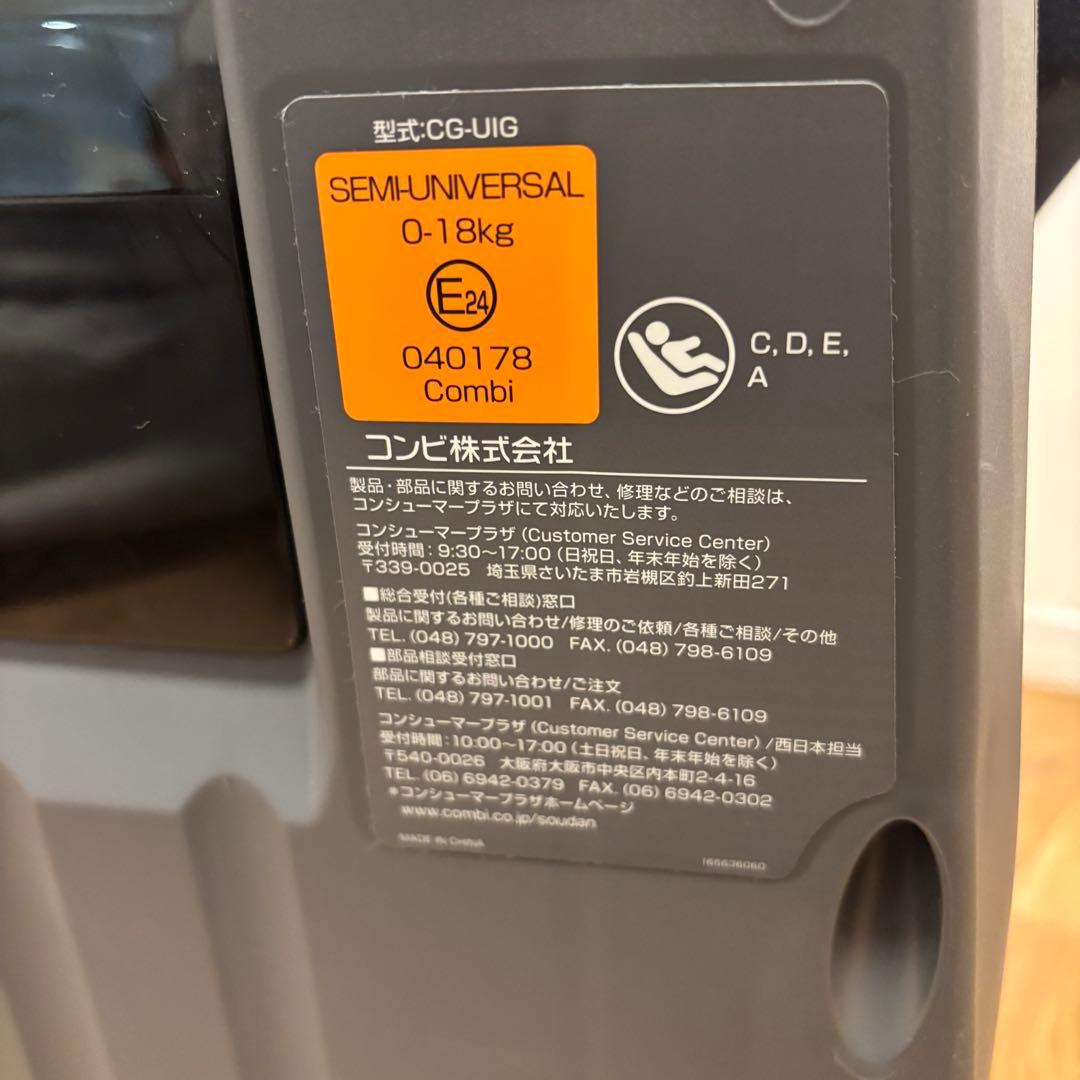 型式:CG-UIG
SEMI-UNIVERSAL
0-18kg
E24
040178
Combi
C, D, E,
A
コンビ株式会社
製品・部品に関するお問い合わせ、修理などのご相談は、
コンシューマープラザにて対応いたします。
コンシューマープラザ (Customer Service Center)
受付時間:9:30〜17:00 (日祝日、年末年始を除く)
〒339-0025 埼玉県さいたま市岩槻区釣上新田271
■総合受付(各種ご相談)窓口
製品に関するお問い合わせ/修理のご依頼/各種ご相談/その他
TEL. (048) 797-1000 FAX. (048) 798-6109
■部品相談受付窓口
部品に関するお問い合わせ/ご注文
TEL. (048) 797-1001 FAX. (048) 798-6109
コンシューマープラザ (Customer Service Center) /西日本担当
受付時間:10:00〜17:00 (土日祝日、年末年始を除く)
〒540-0026 大阪府大阪市中央区内本町2-4-16
TEL. (06) 6942-0379 FAX. (06) 6942-0302
*コンシューマープラザホームページ
www.combi.co.jp/soudan
MADE IN CHINA
165636060